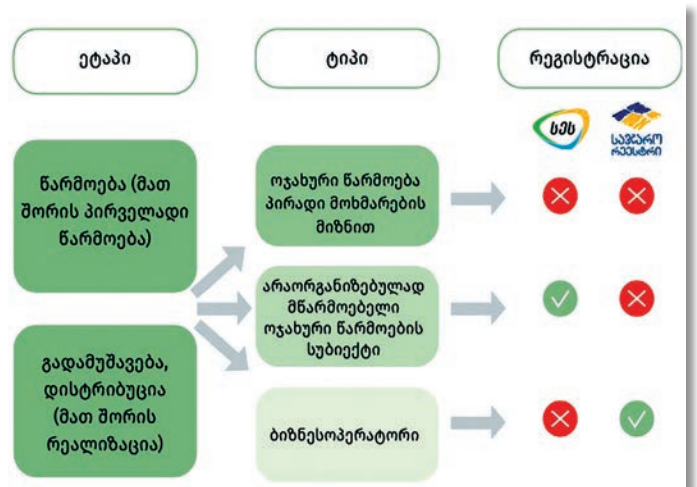 ეტაპი
ტიპი
რეგისტრაცია
სეს
საჯარო
რეესტრი
წარმოება (მათ
შორის პირველადი
წარმოება)
ოჯახური წარმოება
პირადი მოხმარების
მიზნით
არაორგანიზებულად
მწარმოებელი
ოჯახური წარმოების
სუბიექტი
გადამუშავება,
დისტრიბუცია
(მათ შორის
რეალიზაცია)
ბიზნესოპერატორი